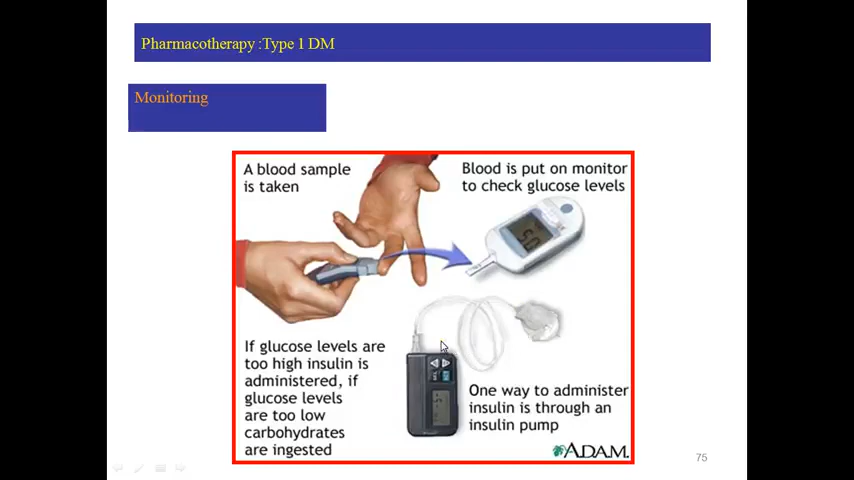 Pharmacotherapy :Type 1 DM
Monitoring
A blood sample
is taken
Blood is put on monitor
to check glucose levels
If glucose levels are
too high insulin is
administered, if
glucose levels
are too low
carbohydrates
are ingested
One way to administer
insulin is through an
insulin pump
A.D.A.M.
75